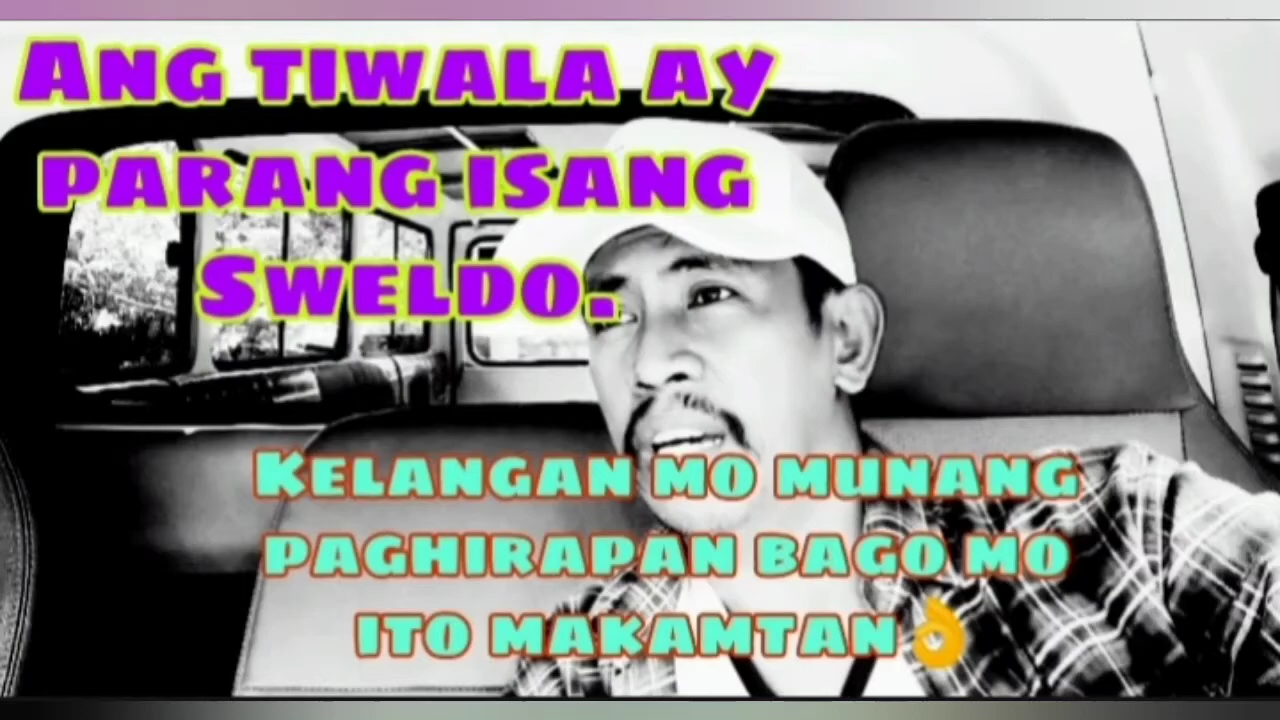 Ang tiwala ay
parang isang
Sweldo.
Kelangan mo munang
paghirapan bago mo
ito makamtan👌